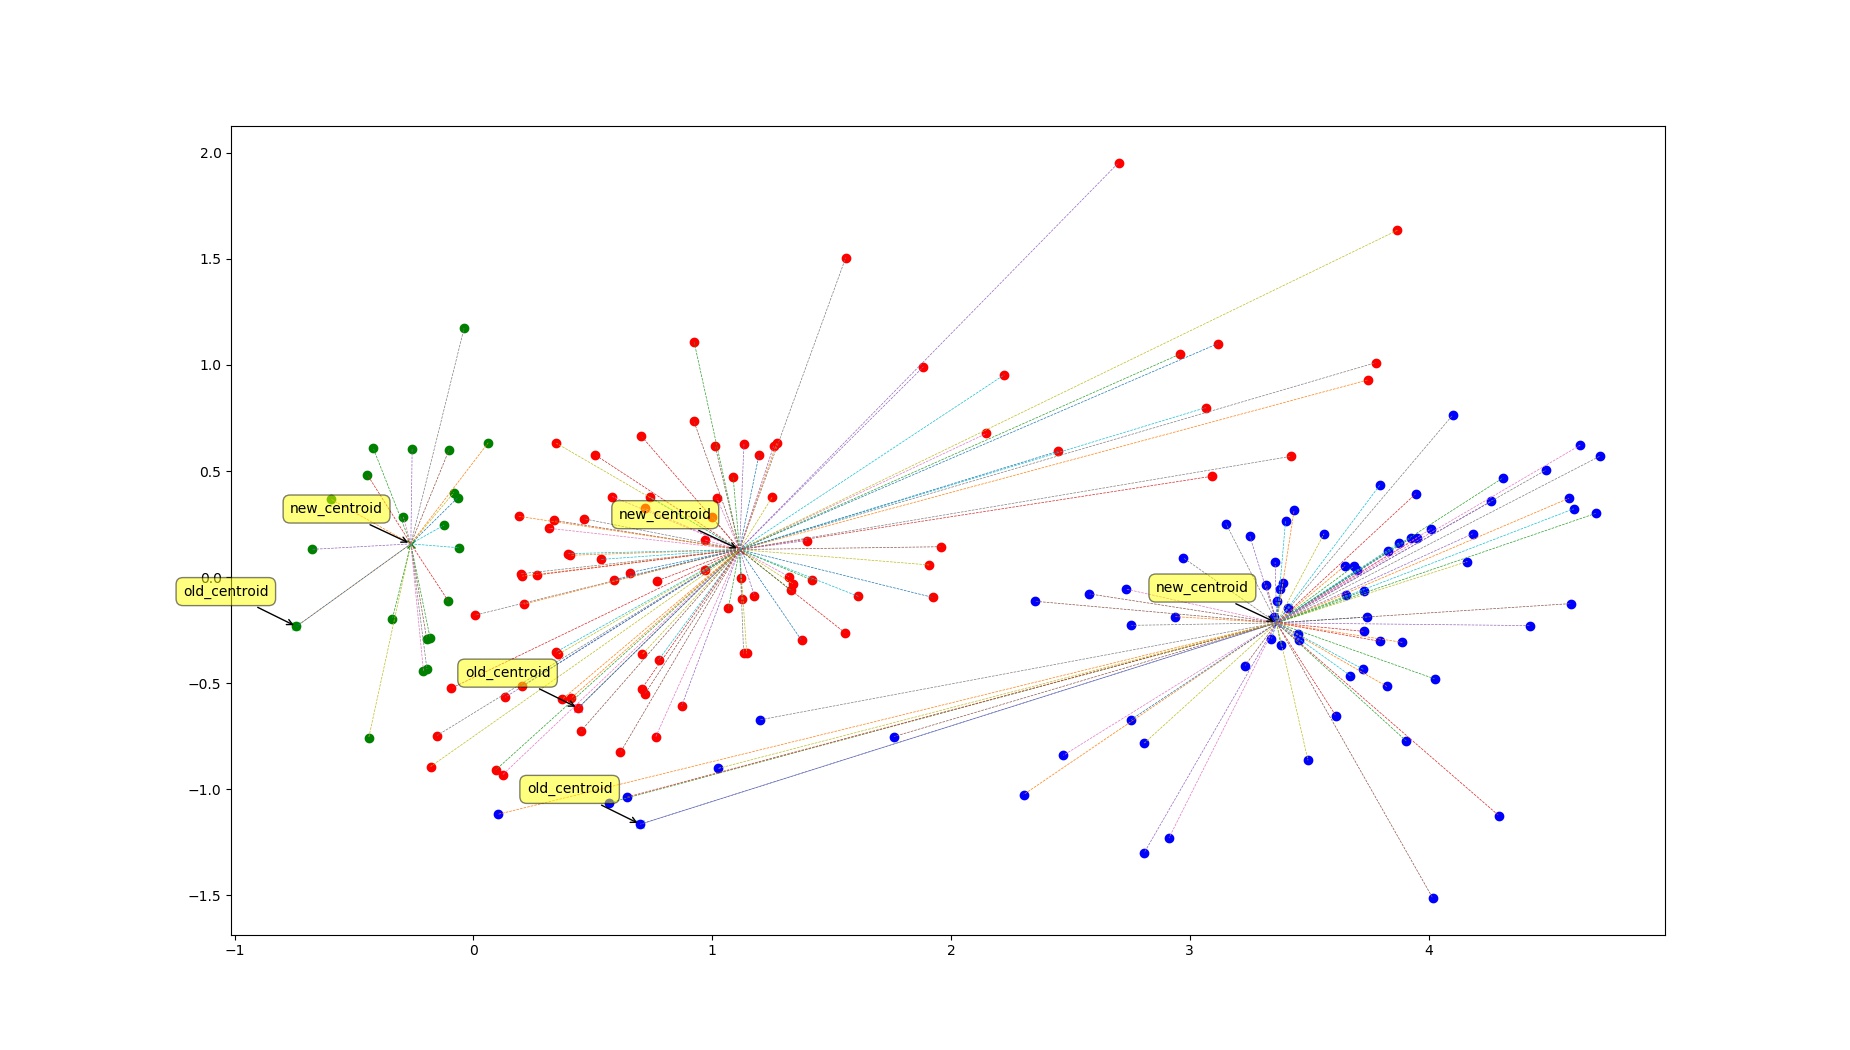 2.0
1.5
1.0
0.5
0.0
−0.5
−1.0
−1.5
new_centroid
new_centroid
old_centroid
new_centroid
old_centroid
old_centroid
−1
0
1
2
3
4